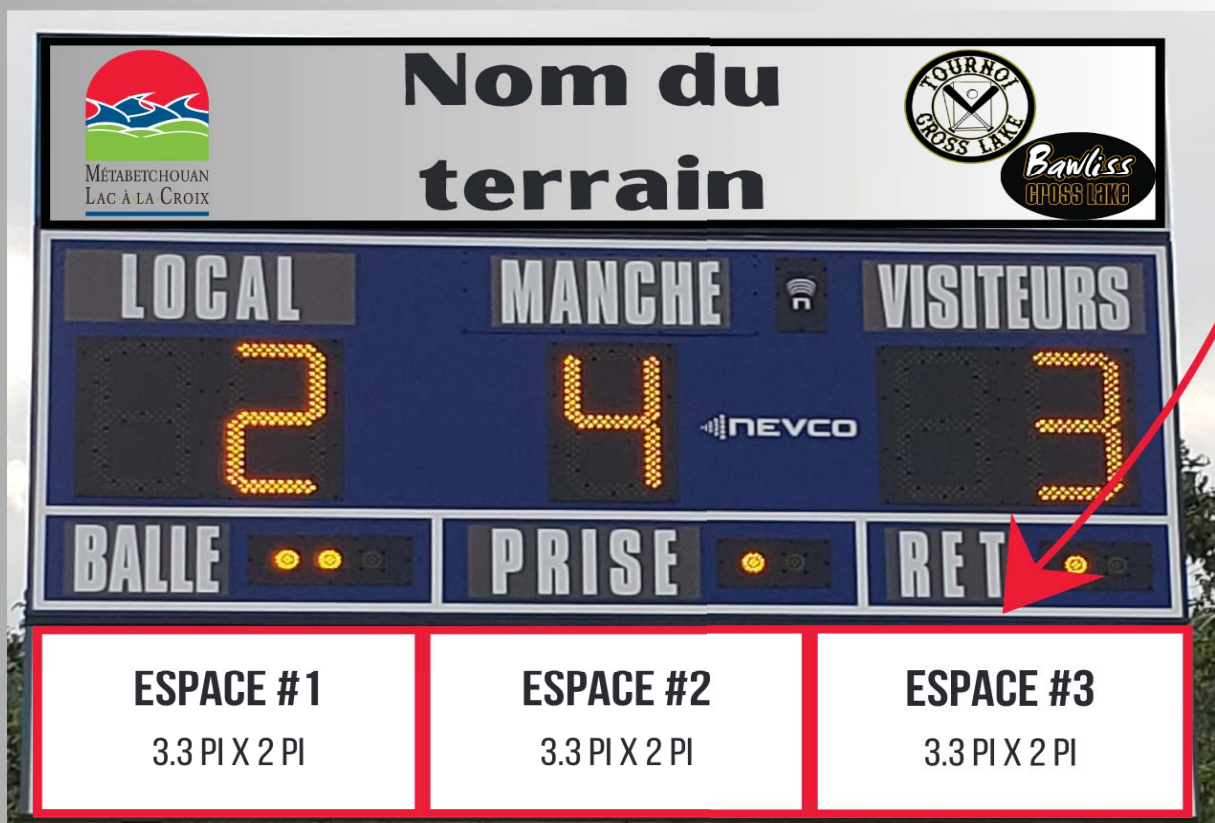 Nom du
terrain
MÉTABETCHOUAN
LAC À LA CROIX
TOURNOI
CROSS LAKE
Bawliss
CROSS LAKE
LOCAL
MANCHE
VISITEURS
2
4
3
NEVCO
BALLE
PRISE
RET
ESPACE #1
3.3 PI X 2 PI
ESPACE #2
3.3 PI X 2 PI
ESPACE #3
3.3 PI X 2 PI